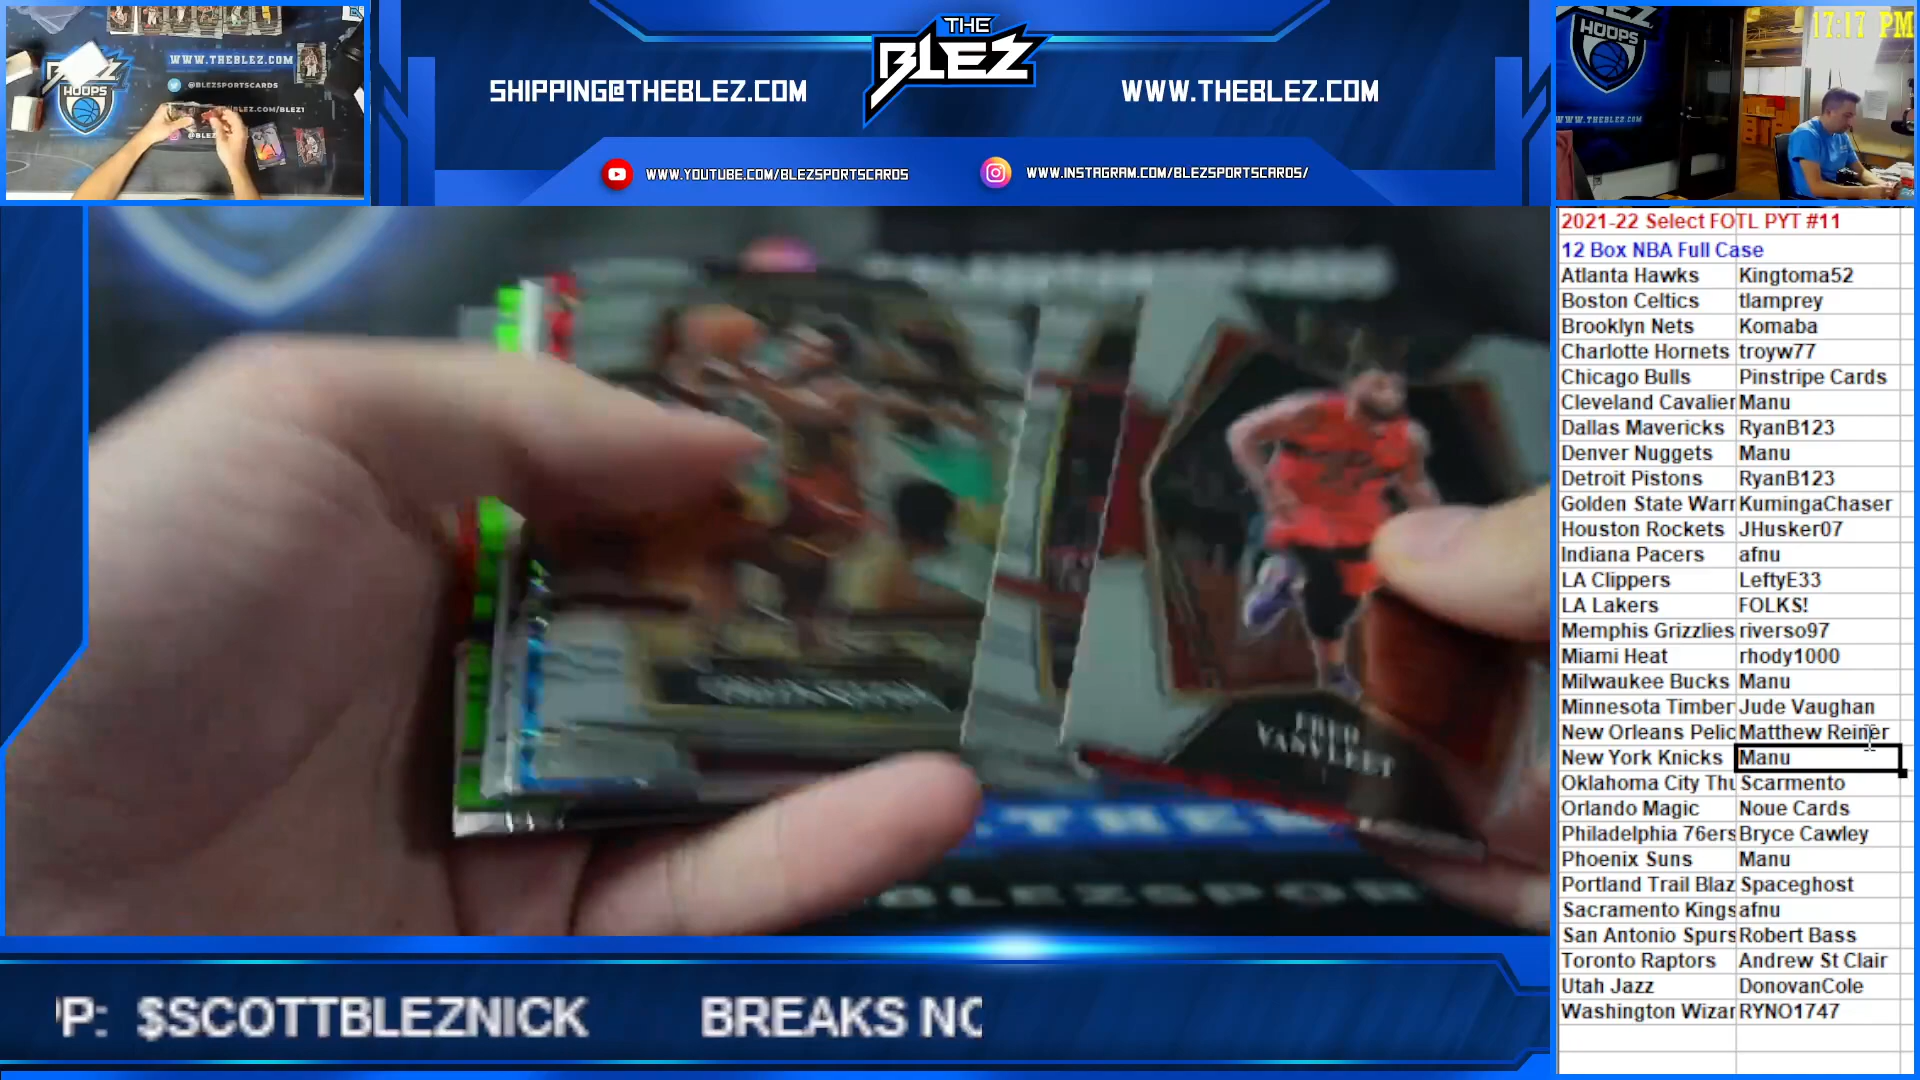 WWW.THEBLEZ.COM
@BLEZSPORTSCARDS
HOOPS
THE
BLEZ
SHIPPING@THEBLEZ.COM
WWW.THEBLEZ.COM
WWW.YOUTUBE.COM/BLEZSPORTSCARDS
WWW.INSTAGRAM.COM/BLEZSPORTSCARDS/
17:17 PM
HOOPS
WWW.THEBLEZ.COM
2021-22 Select FOTL PYT #11
12 Box NBA Full Case
Atlanta Hawks Kingtoma52
Boston Celtics tlamprey
Brooklyn Nets Komaba
Charlotte Hornets troyw77
Chicago Bulls Pinstripe Cards
Cleveland Cavalier Manu
Dallas Mavericks RyanB123
Denver Nuggets Manu
Detroit Pistons RyanB123
Golden State Warr KumingaChaser
Houston Rockets JHusker07
Indiana Pacers afnu
LA Clippers LeftyE33
LA Lakers FOLKS!
Memphis Grizzlies riverso97
Miami Heat rhody1000
Milwaukee Bucks Manu
Minnesota Timber Jude Vaughan
New Orleans Pelic Matthew Reiner
New York Knicks Manu
Oklahoma City Thu Scarmento
Orlando Magic Noue Cards
Philadelphia 76ers Bryce Cawley
Phoenix Suns Manu
Portland Trail Blaz Spaceghost
Sacramento Kings afnu
San Antonio Spurs Robert Bass
Toronto Raptors Andrew St Clair
Utah Jazz DonovanCole
Washington Wizar RYNO1747
FRED
VANVLEET
BLEZSPOR
P: $SCOTTBLEZNICK BREAKS NO